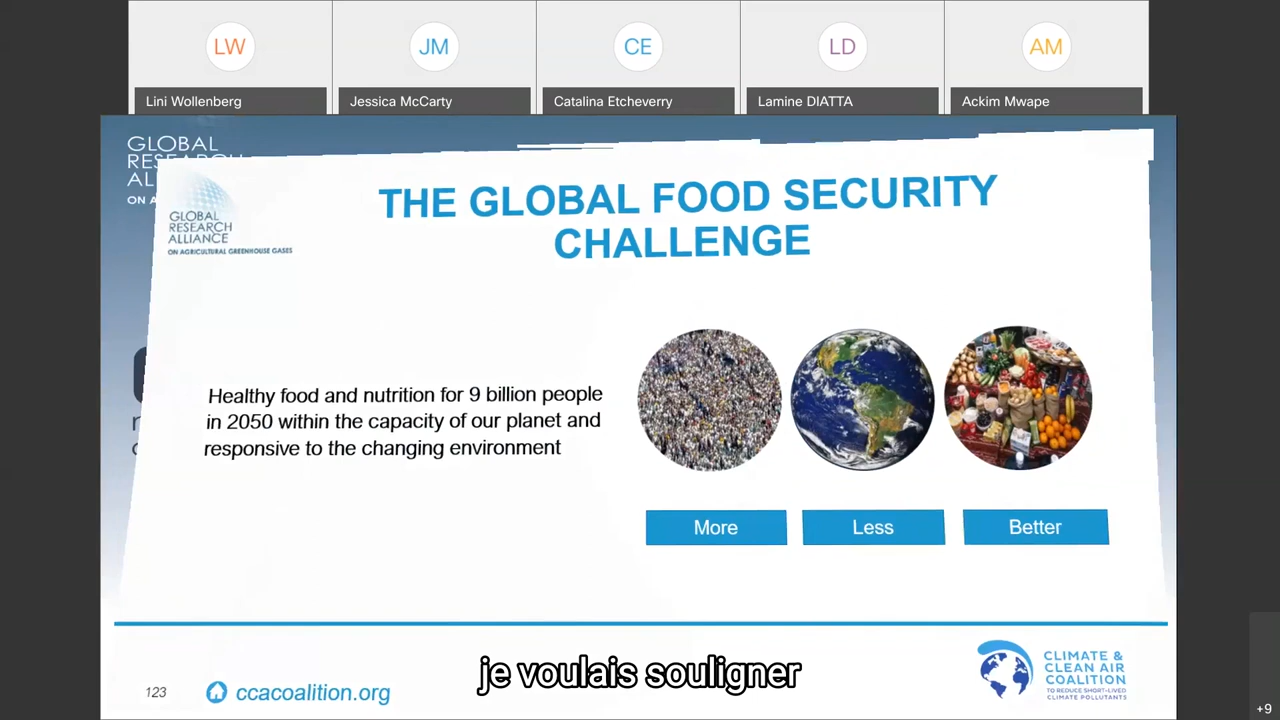 LW
JM
CE
LD
AM
Lini Wollenberg
Jessica McCarty
Catalina Etcheverry
Lamine DIATTA
Ackim Mwape
GLOBAL
GLOBAL
RESEARCH
ALLIANCE
ON AGRICULTURAL GREENHOUSE GASES
THE GLOBAL FOOD SECURITY
CHALLENGE
Healthy food and nutrition for 9 billion people
in 2050 within the capacity of our planet and
responsive to the changing environment
More
Less
Better
123
ccacoalition.org
je voulais souligner
CLIMATE &
CLEAN AIR
COALITION
TO REDUCE SHORT-LIVED
CLIMATE POLLUTANTS
+9